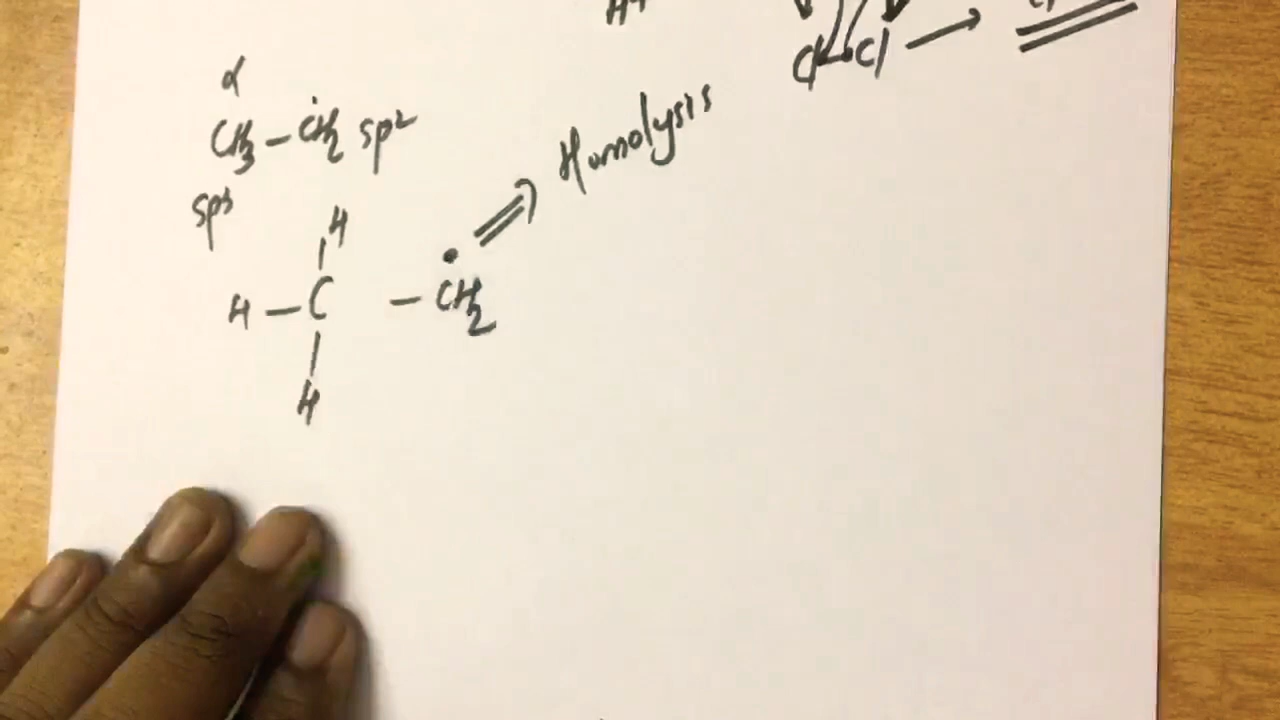 Cl Cl →
α
CH3 – ĊH2 sp2
sp3
⇒ Homolysis
H
H – C – ĊH2
H